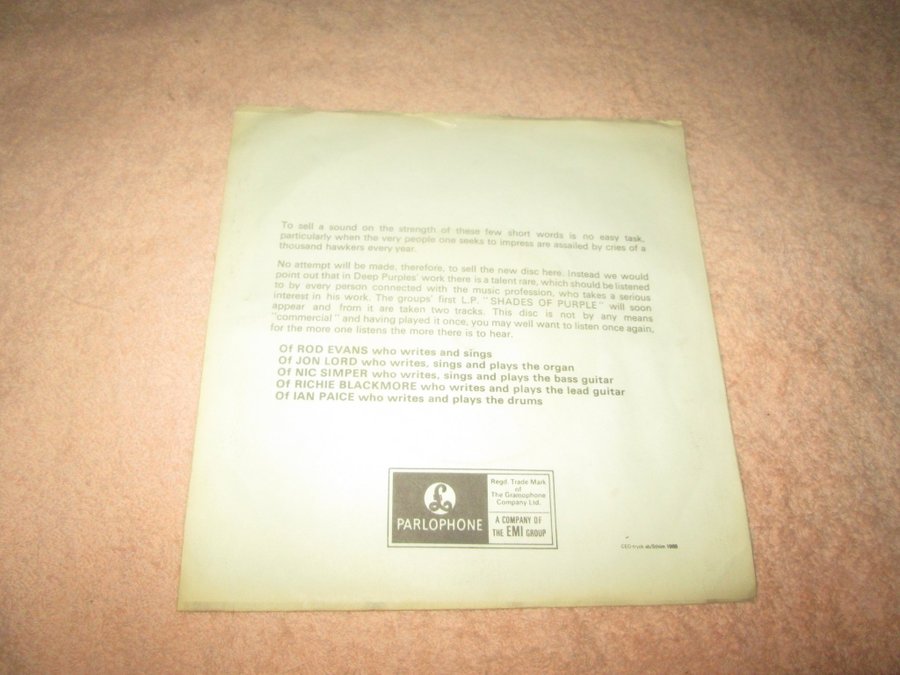 To sell a sound on the strength of these few short words is no easy task,
particularly when the very people one seeks to impress are assailed by cries of a
thousand hawkers every year.
No attempt will be made, therefore, to sell the new disc here. Instead we would
point out that in Deep Purples' work there is a talent rare, which should be listened
to by every person connected with the music profession, who takes a serious
interest in his work. The groups' first L.P. "SHADES OF PURPLE" will soon
appear and from it are taken two tracks. This disc is not by any means
"commercial" and having played it once, you may well want to listen once again,
for the more one listens the more there is to hear.
Of ROD EVANS who writes and sings
Of JON LORD who writes, sings and plays the organ
Of NIC SIMPER who writes, sings and plays the bass guitar
Of RICHIE BLACKMORE who writes and plays the lead guitar
Of IAN PAICE who writes and plays the drums
£
PARLOPHONE
Regd. Trade Mark
of
The Gramophone
Company Ltd.
A COMPANY OF
THE EMI GROUP